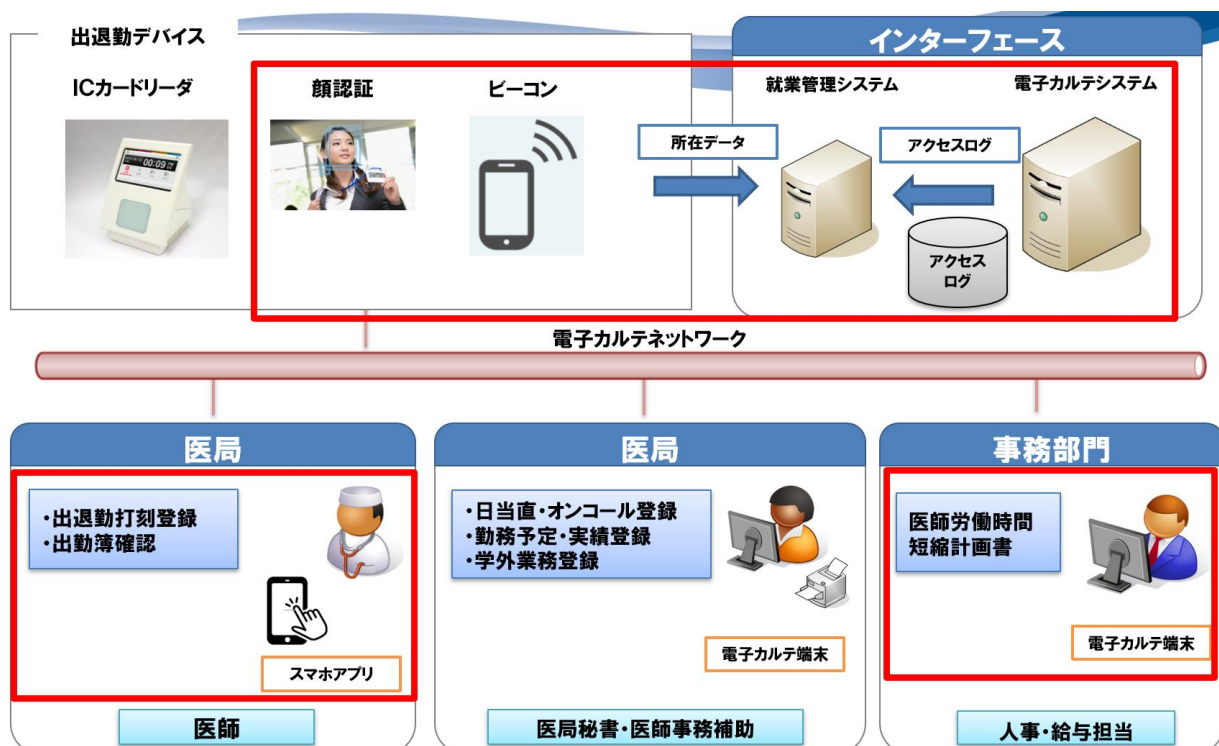 出退勤デバイス
インターフェース
ICカードリーダ
顔認証
ビーコン
就業管理システム
電子カルテシステム
00:09
所在データ
アクセスログ
アクセス
ログ
電子カルテネットワーク
医局
・出退勤打刻登録
・出勤簿確認
スマホアプリ
医師
医局
・日当直・オンコール登録
・勤務予定・実績登録
・学外業務登録
電子カルテ端末
医局秘書・医師事務補助
事務部門
医師労働時間
短縮計画書
電子カルテ端末
人事・給与担当